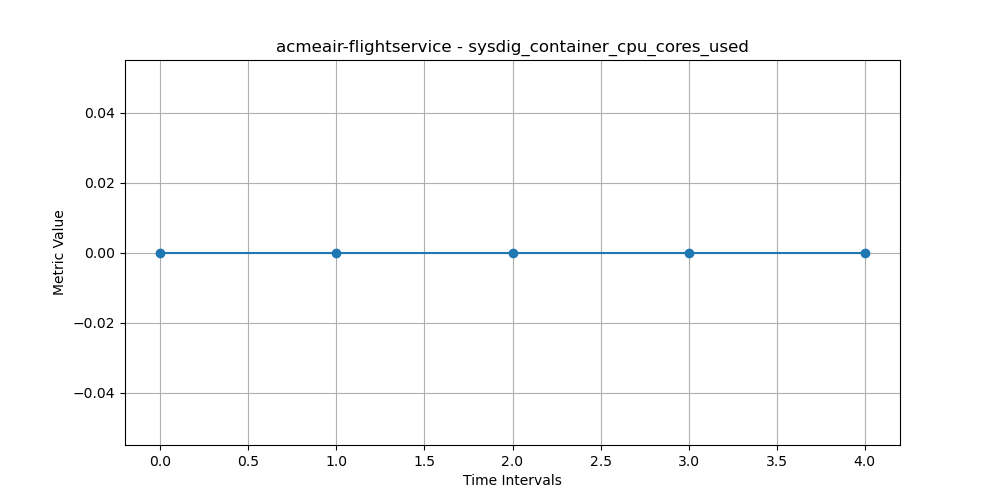 acmeair-flightservice - sysdig_container_cpu_cores_used
0.04
0.02
0.00
−0.02
−0.04
Metric Value
0.0 0.5 1.0 1.5 2.0 2.5 3.0 3.5 4.0
Time Intervals